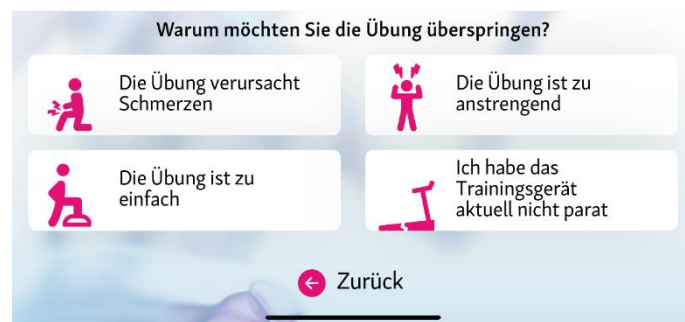 Warum möchten Sie die Übung überspringen?
Die Übung verursacht
Schmerzen
Die Übung ist zu
anstrengend
Die Übung ist zu
einfach
Ich habe das
Trainingsgerät
aktuell nicht parat
Zurück